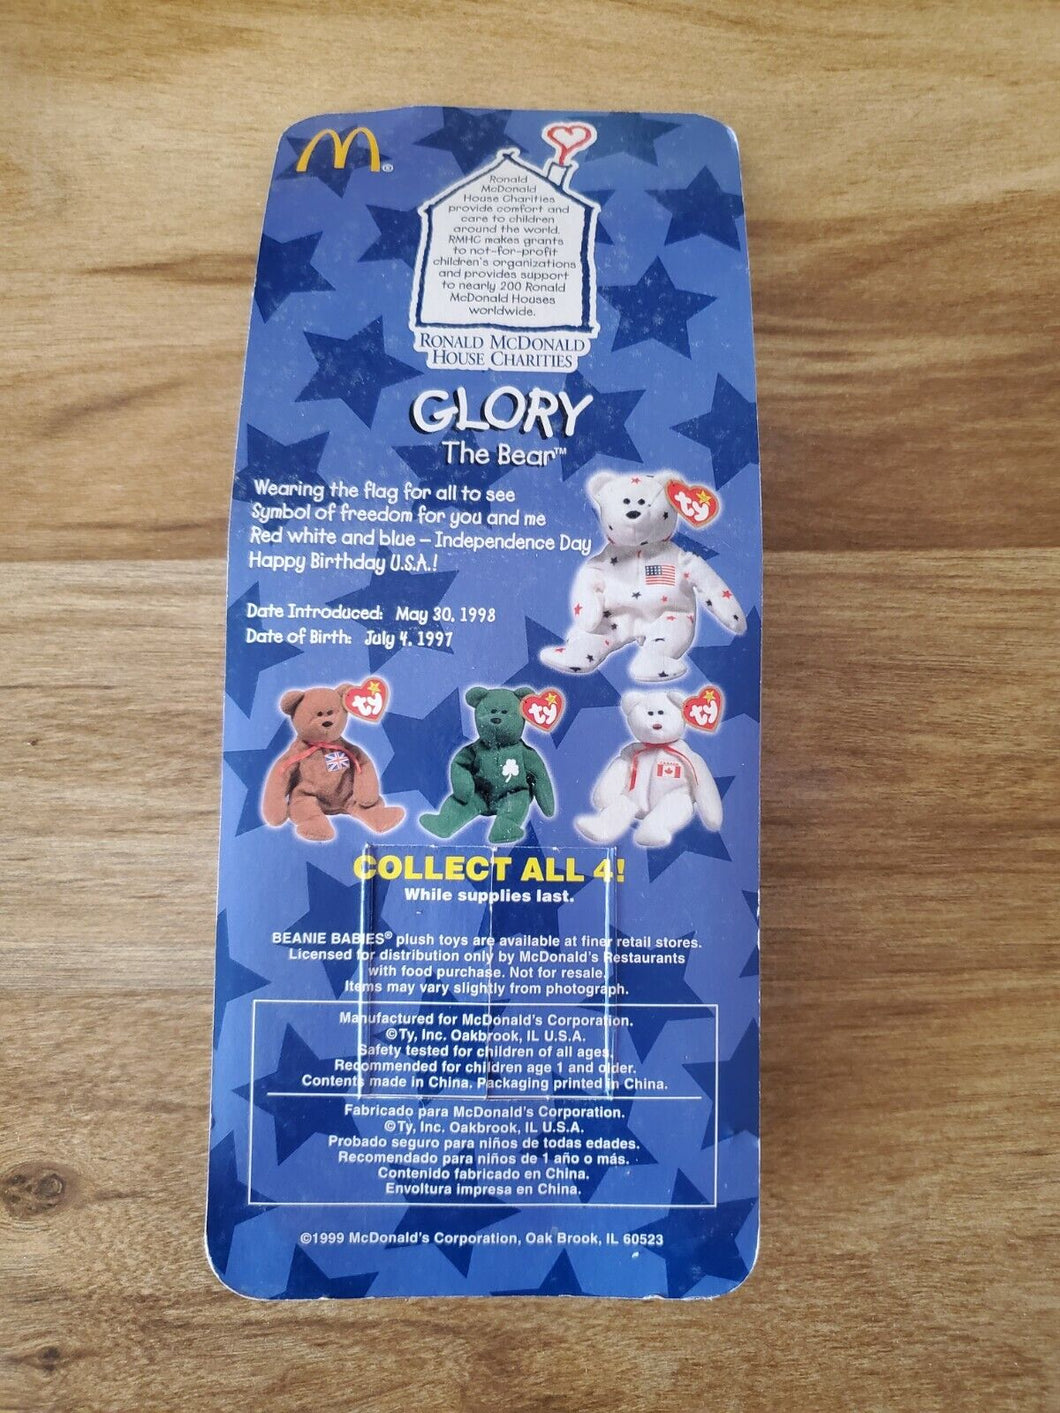 M®
Ronald
McDonald
House Charities
provide comfort and
care to children
around the world.
RMHC makes grants
to not-for-profit
children's organizations
and provides support
to nearly 200 Ronald
McDonald Houses
worldwide.
RONALD MCDONALD
HOUSE CHARITIES
GLORY
The Bear™
Wearing the flag for all to see
Symbol of freedom for you and me
Red white and blue – Independence Day
Happy Birthday U.S.A.!
ty
Date Introduced: May 30, 1998
Date of Birth: July 4, 1997
ty
ty
ty
CANADA
COLLECT ALL 4!
While supplies last.
BEANIE BABIES® plush toys are available at finer retail stores.
Licensed for distribution only by McDonald's Restaurants
with food purchase. Not for resale.
Items may vary slightly from photograph.
Manufactured for McDonald's Corporation.
©Ty, Inc. Oakbrook, IL U.S.A.
Safety tested for children of all ages.
Recommended for children age 1 and older.
Contents made in China. Packaging printed in China.
Fabricado para McDonald's Corporation.
©Ty, Inc. Oakbrook, IL U.S.A.
Probado seguro para niños de todas edades.
Recomendado para niños de 1 año o más.
Contenido fabricado en China.
Envoltura impresa en China.
©1999 McDonald's Corporation, Oak Brook, IL 60523